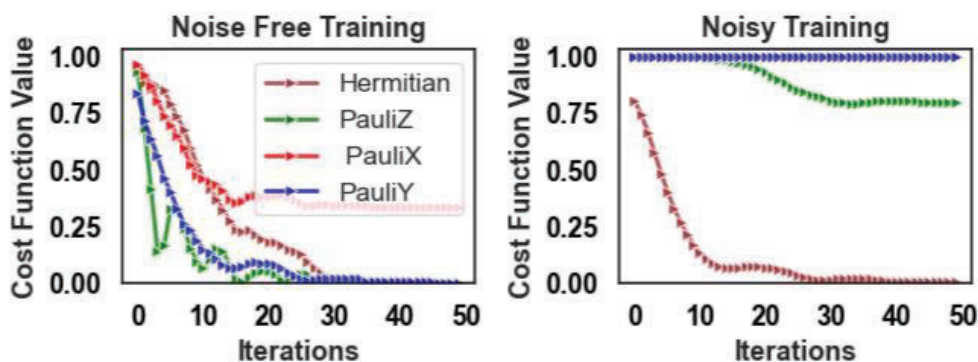 Noise Free Training
Cost Function Value
1.00
0.75
0.50
0.25
0.00
Hermitian
PauliZ
PauliX
PauliY
0 10 20 30 40 50
Iterations
Noisy Training
Cost Function Value
1.00
0.75
0.50
0.25
0.00
0 10 20 30 40 50
Iterations